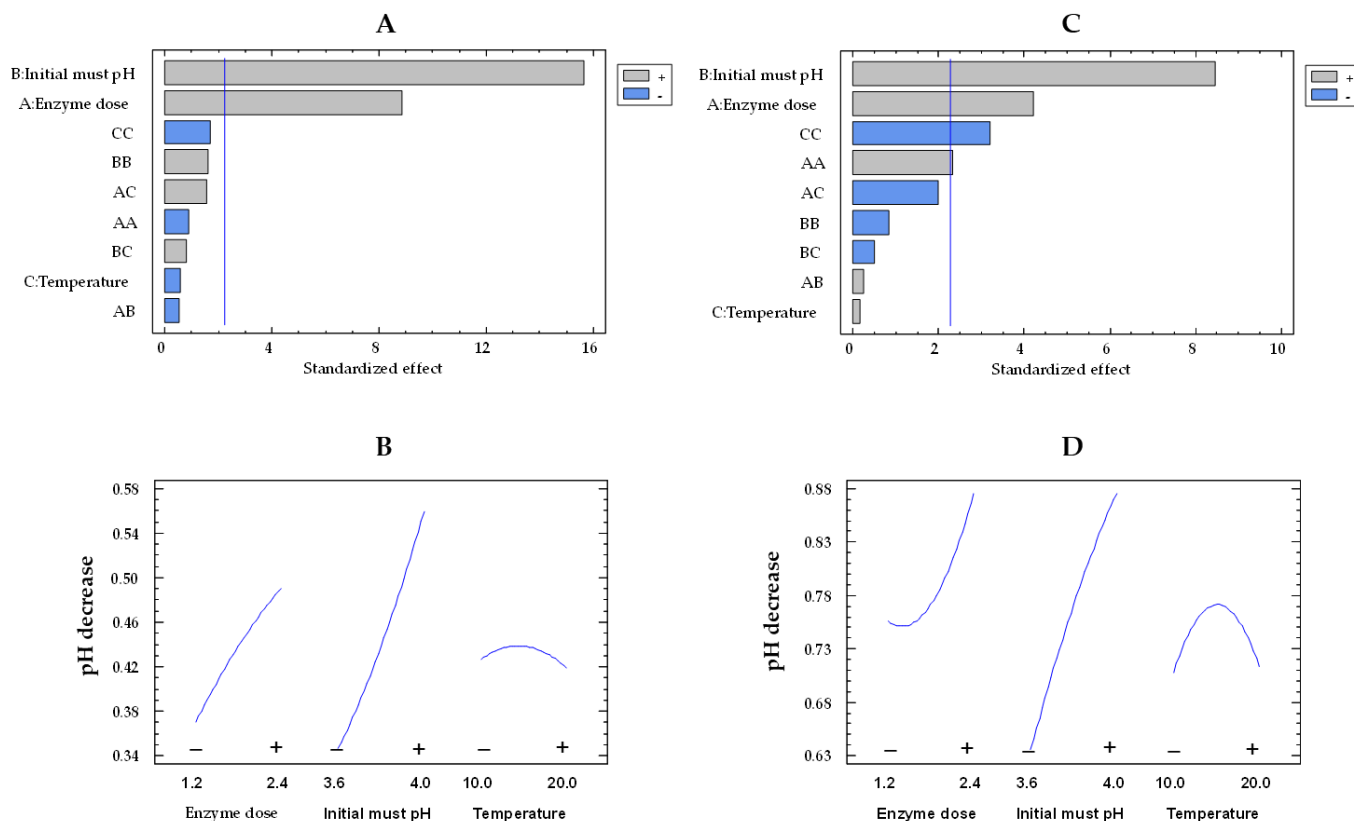 A
B:Initial must pH
A:Enzyme dose
CC
BB
AC
AA
BC
C:Temperature
AB
+
-
0 4 8 12 16
Standardized effect
C
B:Initial must pH
A:Enzyme dose
CC
AA
AC
BB
BC
AB
C:Temperature
+
-
0 2 4 6 8 10
Standardized effect
B
pH decrease
0.58
0.54
0.50
0.46
0.42
0.38
0.34
– + – + – +
1.2 2.4 3.6 4.0 10.0 20.0
Enzyme dose Initial must pH Temperature
D
pH decrease
0.88
0.83
0.78
0.73
0.68
0.63
– + – + – +
1.2 2.4 3.6 4.0 10.0 20.0
Enzyme dose Initial must pH Temperature